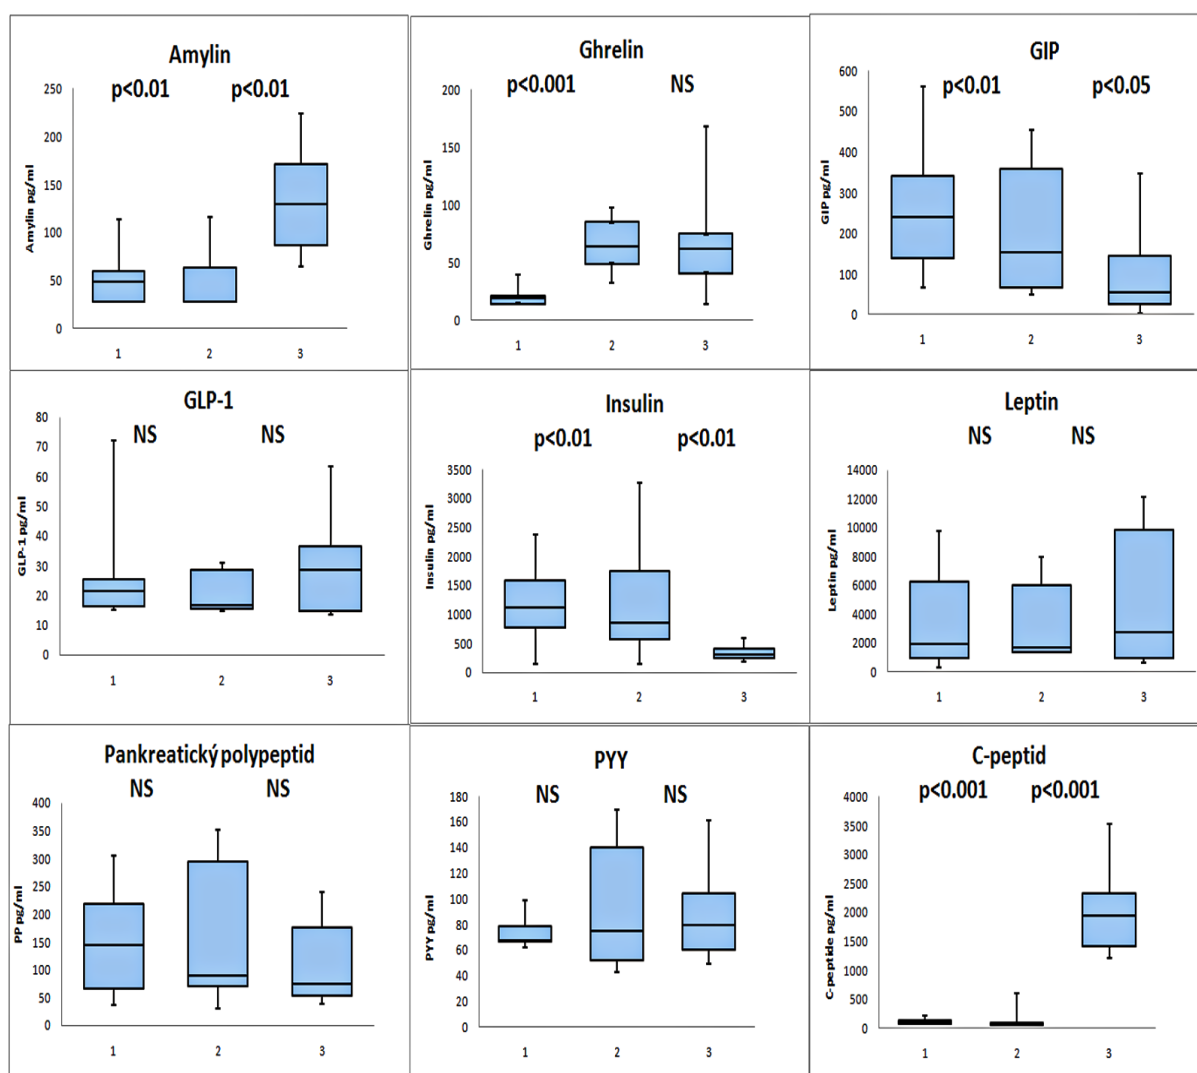 Amylin
p<0.01 p<0.01
Amylin pg/ml
250
200
150
100
50
0
1 2 3
Ghrelin
p<0.001 NS
Ghrelin pg/ml
200
150
100
50
0
1 2 3
GIP
p<0.01 p<0.05
GIP pg/ml
600
500
400
300
200
100
0
1 2 3
GLP-1
NS NS
GLP-1 pg/ml
80
70
60
50
40
30
20
10
0
1 2 3
Insulin
p<0.01 p<0.01
Insulin pg/ml
3500
3000
2500
2000
1500
1000
500
0
1 2 3
Leptin
NS NS
Leptin pg/ml
14000
12000
10000
8000
6000
4000
2000
0
1 2 3
Pankreatický polypeptid
NS NS
PP pg/ml
400
350
300
250
200
150
100
50
0
1 2 3
PYY
NS NS
PYY pg/ml
180
160
140
120
100
80
60
40
20
0
1 2 3
C-peptid
p<0.001 p<0.001
C-peptide pg/ml
4000
3500
3000
2500
2000
1500
1000
500
0
1 2 3